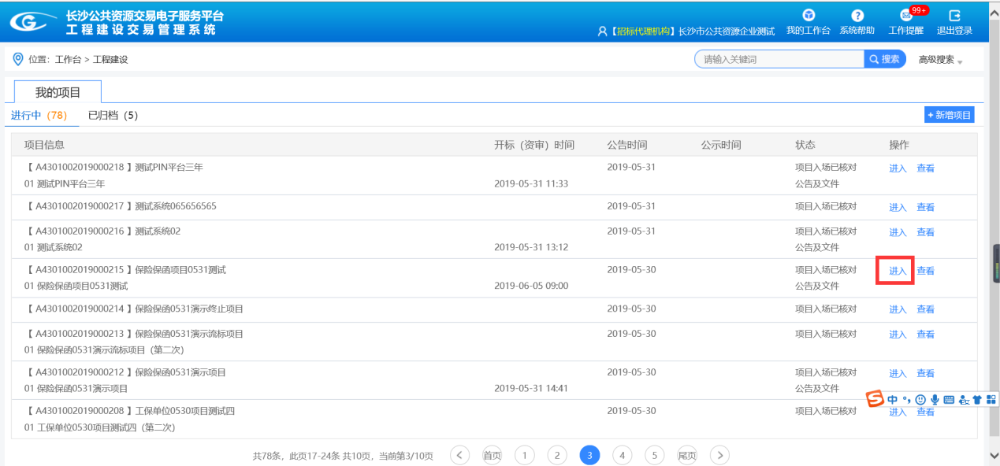 长沙公共资源交易电子服务平台
工程建设交易管理系统
【招标代理机构】长沙市公共资源企业测试
我的工作台 系统帮助 工作提醒 退出登录
99+
位置：工作台 > 工程建设
请输入关键词 搜索 高级搜索
我的项目
进行中（78） 已归档（5） + 新增项目
项目信息 开标（资审）时间 公告时间 公示时间 状态 操作
【 A4301002019000218 】测试PIN平台三年 2019-05-31 项目入场已核对 进入 查看
01 测试PIN平台三年 2019-05-31 11:33 公告及文件
【 A4301002019000217 】测试系统065656565 2019-05-31 项目入场已核对 进入 查看
【 A4301002019000216 】测试系统02 2019-05-31 项目入场已核对 进入 查看
01 测试系统02 2019-05-31 13:12 公告及文件
【 A4301002019000215 】保险保函项目0531测试 2019-05-30 项目入场已核对 进入 查看
01 保险保函项目0531测试 2019-06-05 09:00 公告及文件
【 A4301002019000214 】保险保函0531演示终止项目 2019-05-30 项目入场已核对 进入 查看
【 A4301002019000213 】保险保函0531演示流标项目 2019-05-30 项目入场已核对 进入 查看
01 保险保函0531演示流标项目（第二次）
【 A4301002019000212 】保险保函0531演示项目 2019-05-30 项目入场已核对 进入 查看
01 保险保函0531演示项目 2019-05-31 14:41 公告及文件
中
【 A4301002019000208 】工保单位0530项目测试四 2019-05-30 项目入场已核对 进入 查看
01 工保单位0530项目测试四（第二次）
共78条，此页17-24条 共10页，当前第3/10页 < 首页 1 2 3 4 5 尾页 >